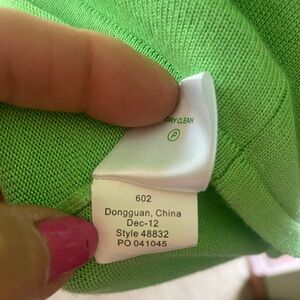 DRY CLEAN
P
602
Dongguan, China
Dec-12
Style 48832
PO 041045